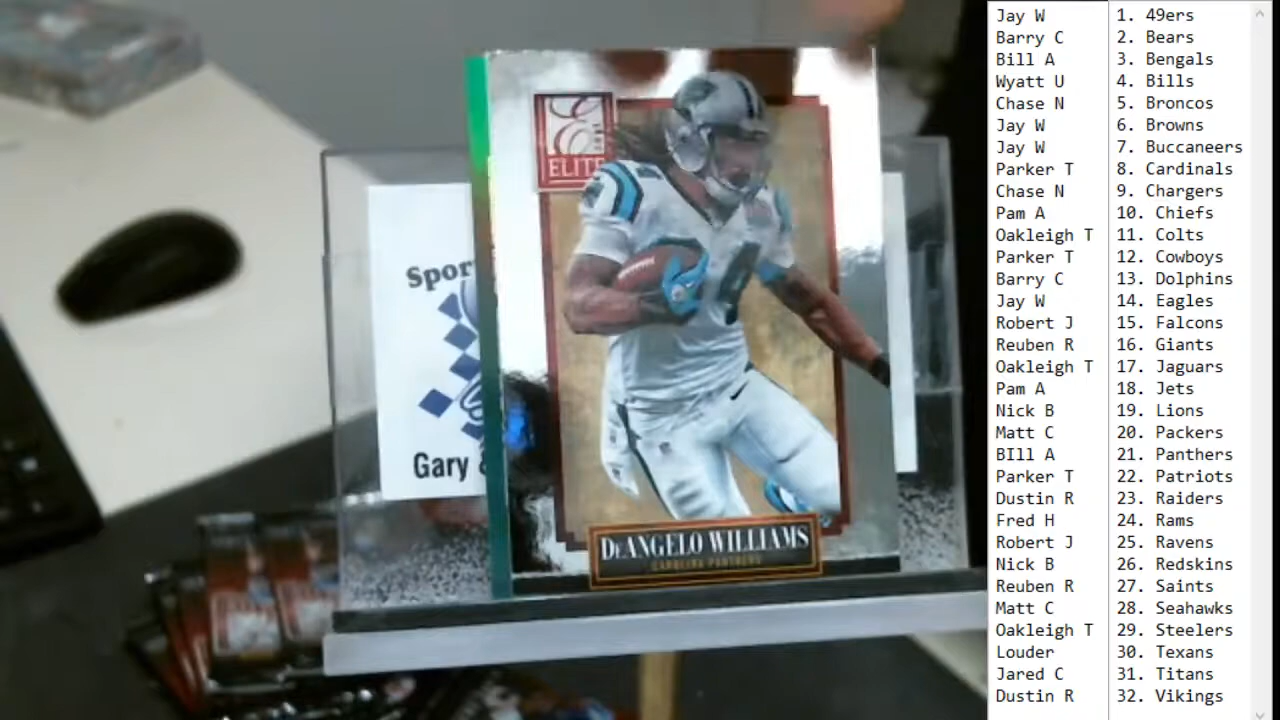 ELITE
DeANGELO WILLIAMS
CAROLINA PANTHERS
Spor
Gary &
Jay W 1. 49ers
Barry C 2. Bears
Bill A 3. Bengals
Wyatt U 4. Bills
Chase N 5. Broncos
Jay W 6. Browns
Jay W 7. Buccaneers
Parker T 8. Cardinals
Chase N 9. Chargers
Pam A 10. Chiefs
Oakleigh T 11. Colts
Parker T 12. Cowboys
Barry C 13. Dolphins
Jay W 14. Eagles
Robert J 15. Falcons
Reuben R 16. Giants
Oakleigh T 17. Jaguars
Pam A 18. Jets
Nick B 19. Lions
Matt C 20. Packers
BIll A 21. Panthers
Parker T 22. Patriots
Dustin R 23. Raiders
Fred H 24. Rams
Robert J 25. Ravens
Nick B 26. Redskins
Reuben R 27. Saints
Matt C 28. Seahawks
Oakleigh T 29. Steelers
Louder 30. Texans
Jared C 31. Titans
Dustin R 32. Vikings